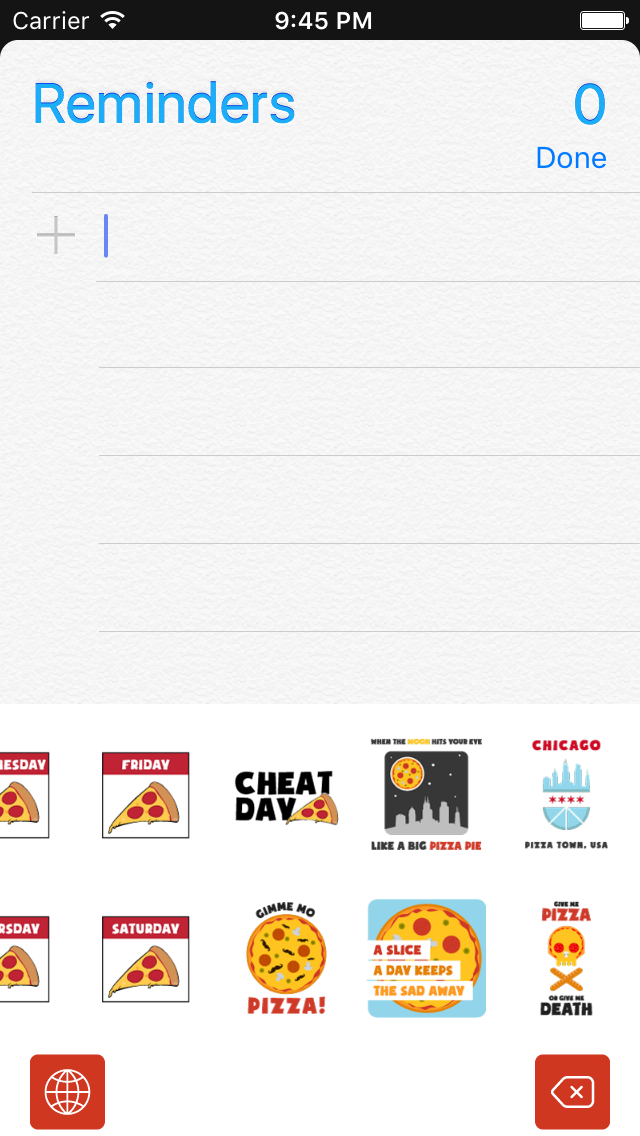 Carrier 9:45 PM
Reminders 0
Done
FRIDAY
CHEAT
DAY
WHEN THE MOON HITS YOUR EYE
LIKE A BIG PIZZA PIE
CHICAGO
PIZZA TOWN, USA
SATURDAY
GIMME MO
PIZZA!
A SLICE
A DAY KEEPS
THE SAD AWAY
GIVE ME
PIZZA
OR GIVE ME
DEATH